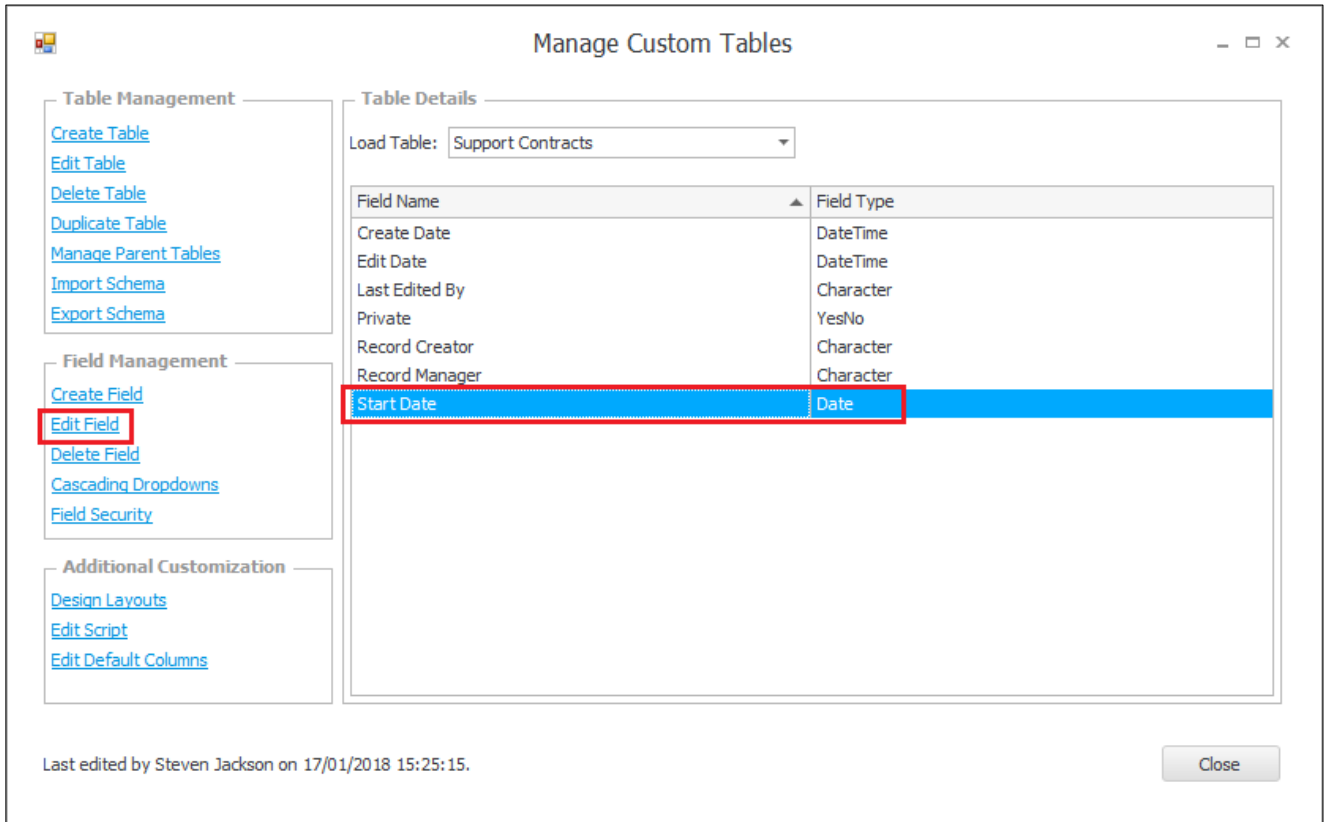 Manage Custom Tables
Table Management
Create Table
Edit Table
Delete Table
Duplicate Table
Manage Parent Tables
Import Schema
Export Schema
Field Management
Create Field
Edit Field
Delete Field
Cascading Dropdowns
Field Security
Additional Customization
Design Layouts
Edit Script
Edit Default Columns
Table Details
Load Table: Support Contracts
Field Name Field Type
Create Date DateTime
Edit Date DateTime
Last Edited By Character
Private YesNo
Record Creator Character
Record Manager Character
Start Date Date
Last edited by Steven Jackson on 17/01/2018 15:25:15.
Close